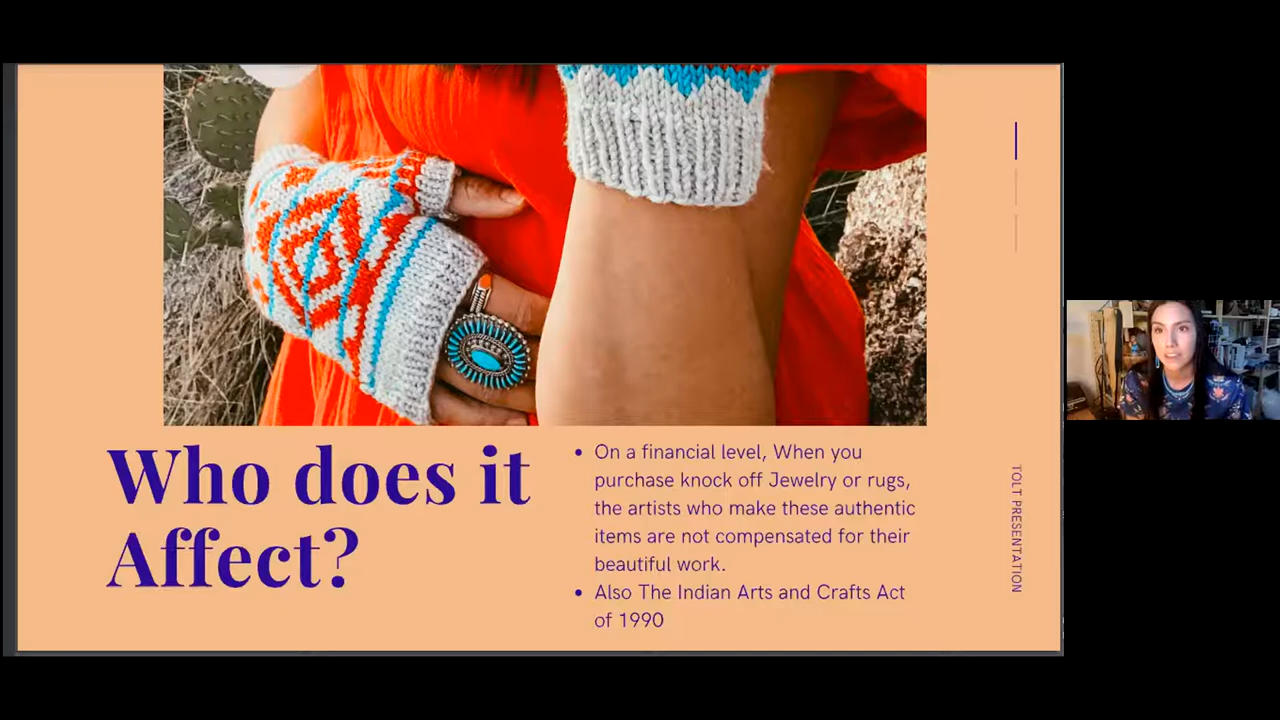 Who does it
Affect?
• On a financial level, When you
purchase knock off Jewelry or rugs,
the artists who make these authentic
items are not compensated for their
beautiful work.
• Also The Indian Arts and Crafts Act
of 1990
TOLT PRESENTATION